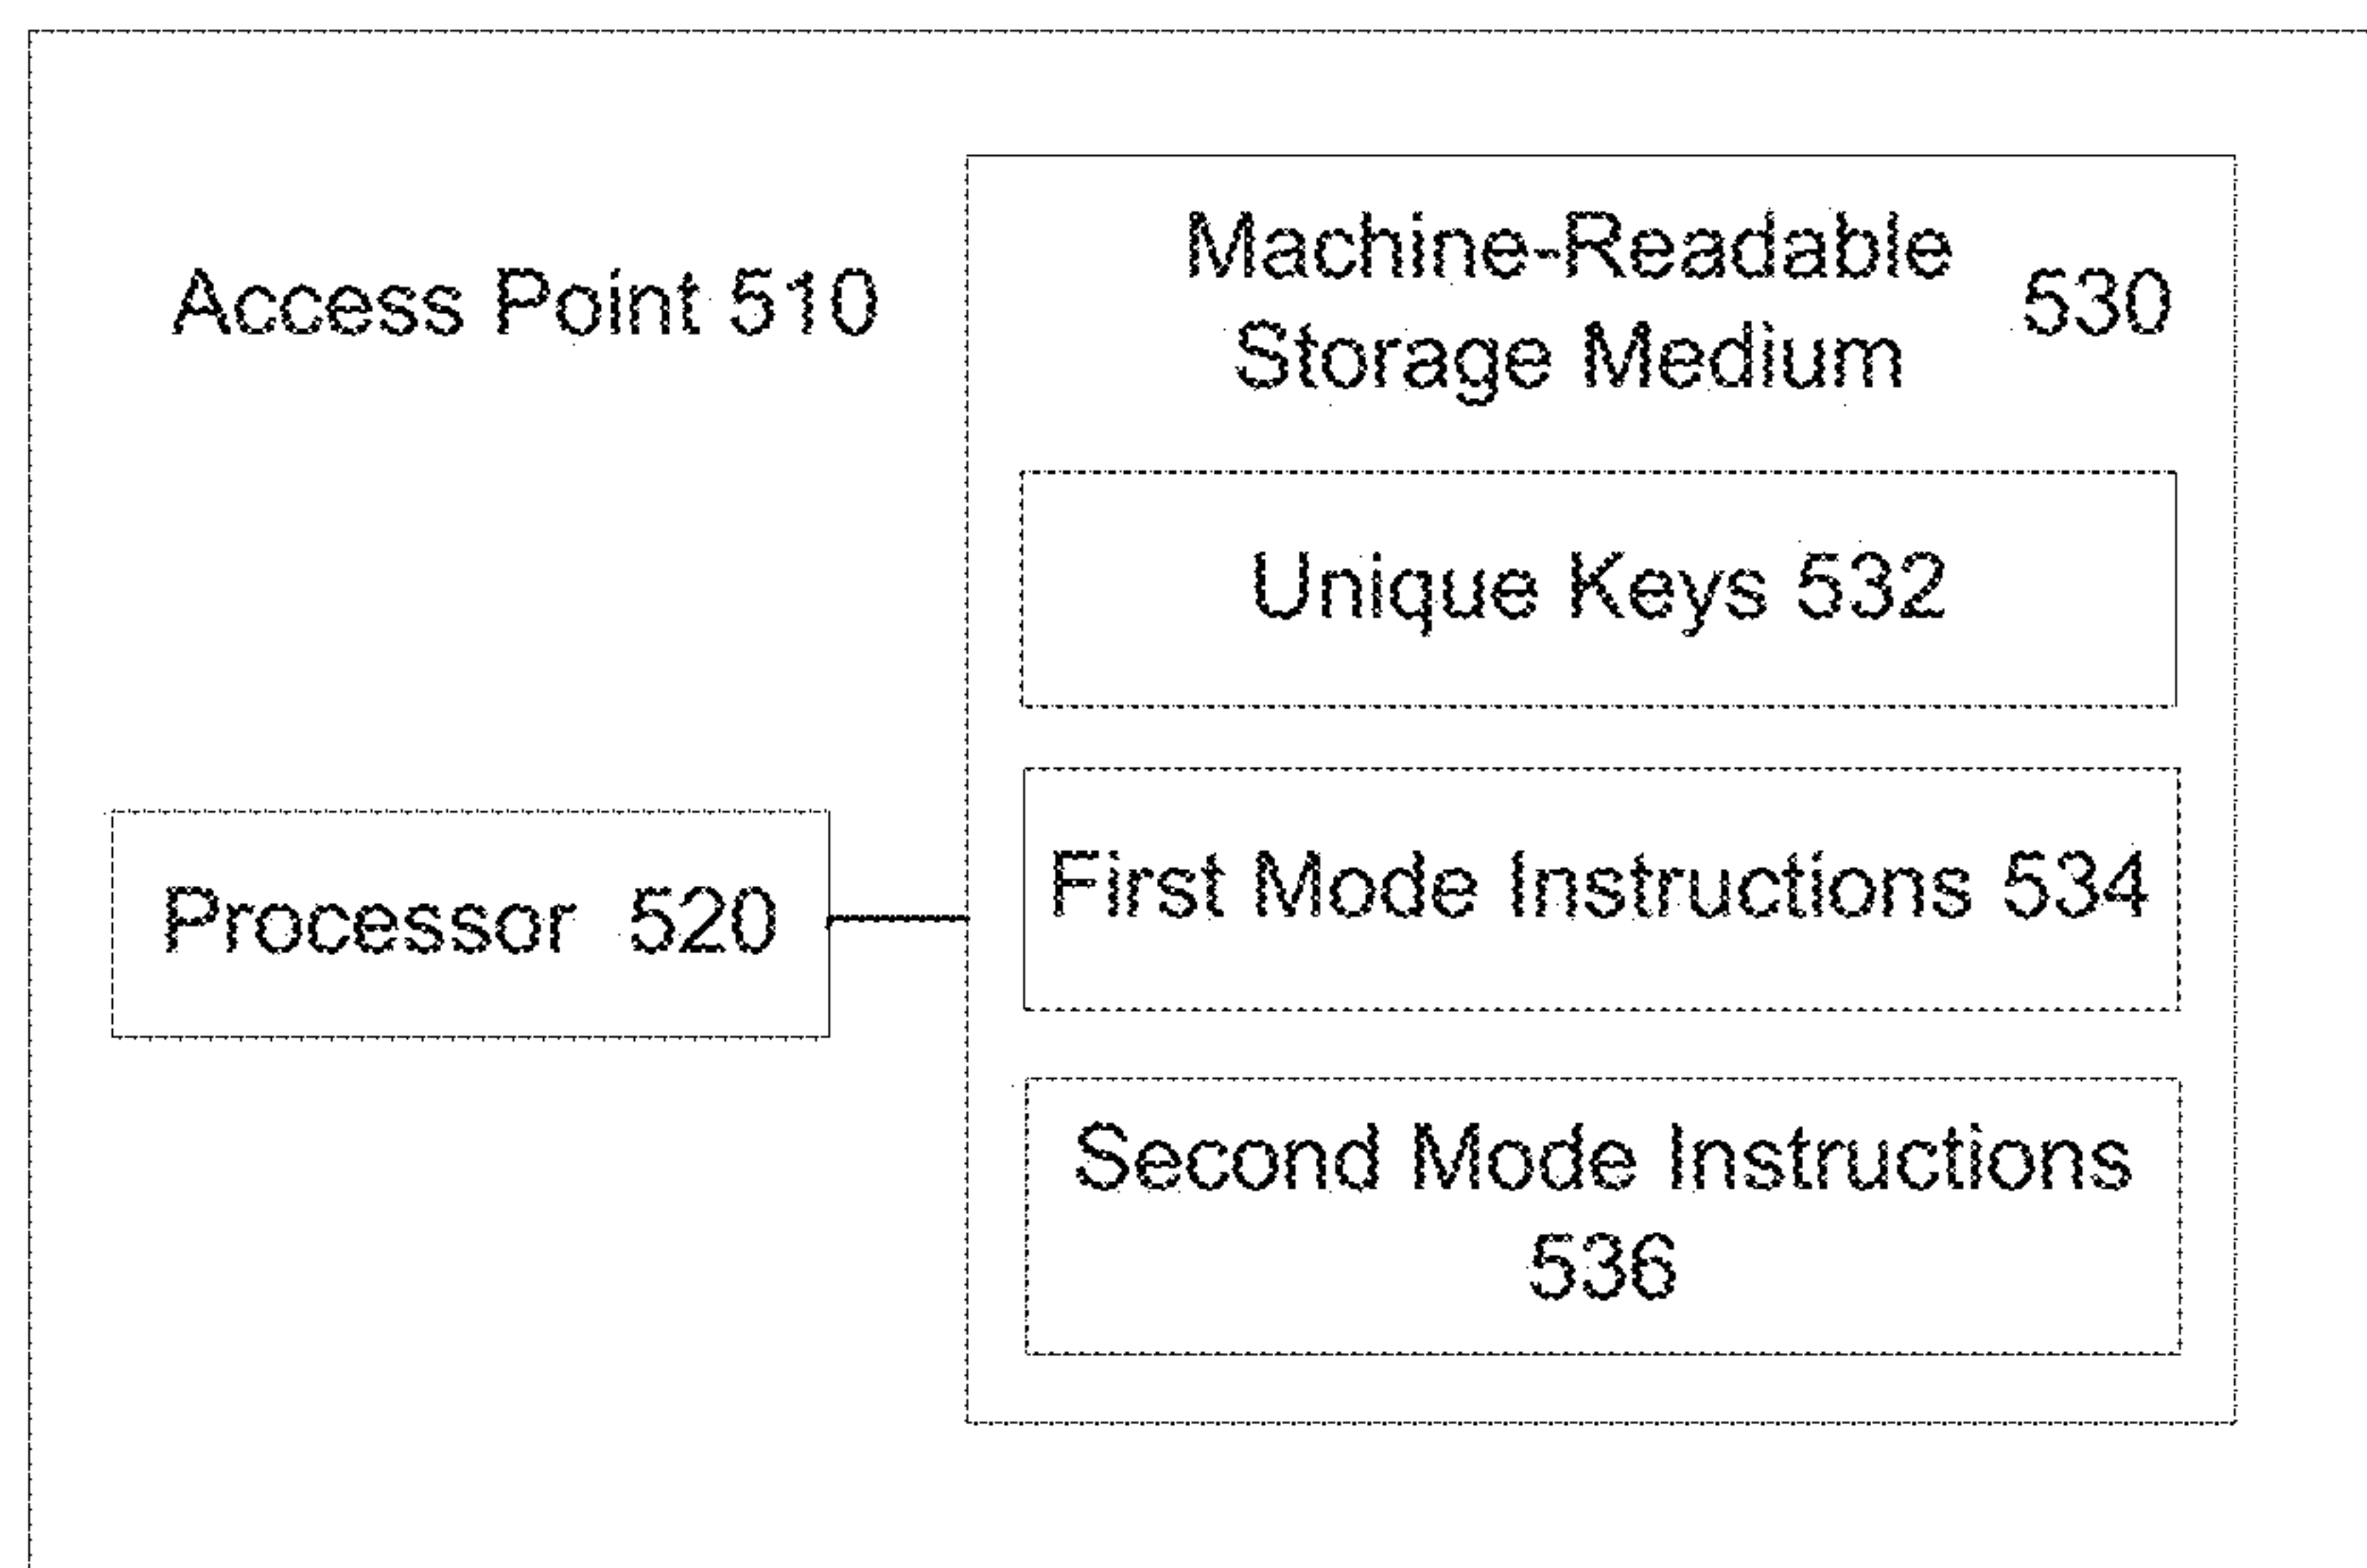 Access Point 510
Machine-Readable
Storage Medium
530
Unique Keys 532
First Mode Instructions 534
Processor 520
Second Mode Instructions
536